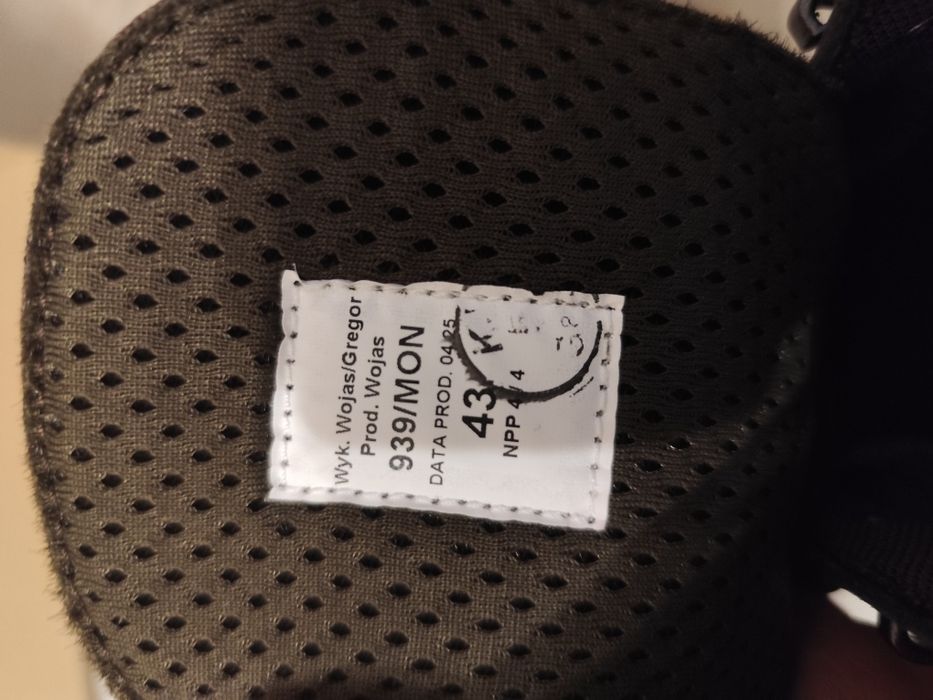 Wyk. Wojas/Gregor
Prod. Wojas
939/MON
DATA PROD. 04.25
43
NPP